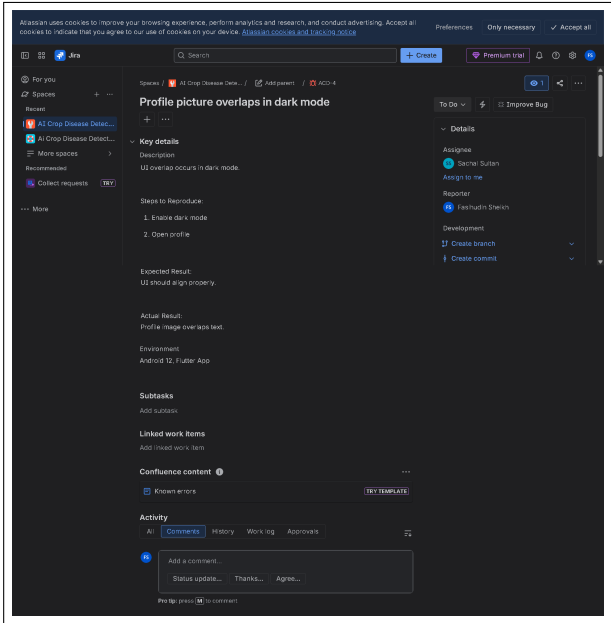 Atlassian uses cookies to improve your browsing experience, perform analytics and research, and conduct advertising. Accept all
cookies to indicate that you agree to our use of cookies on your device. Atlassian cookies and tracking notice
Preferences
Only necessary
Accept all
Jira
Search
+ Create
Premium trial
FS
For you
Spaces
Recent
AI Crop Disease Detec...
Ai Crop Disease Detect...
More spaces
Recommended
Collect requests
TRY
More
Spaces / AI Crop Disease Dete... / Add parent / ACD-4
1
Profile picture overlaps in dark mode
To Do
Improve Bug
Key details
Description
UI overlap occurs in dark mode.
Steps to Reproduce:
1. Enable dark mode
2. Open profile
Expected Result:
UI should align properly.
Actual Result:
Profile image overlaps text.
Environment
Android 12, Flutter App
Subtasks
Add subtask
Linked work items
Add linked work item
Confluence content
Known errors
TRY TEMPLATE
Activity
All
Comments
History
Work log
Approvals
FS
Add a comment...
Status update...
Thanks...
Agree...
Pro tip: press M to comment
Details
Assignee
Sachal Sultan
Assign to me
Reporter
FS
Fasihudin Sheikh
Development
Create branch
Create commit